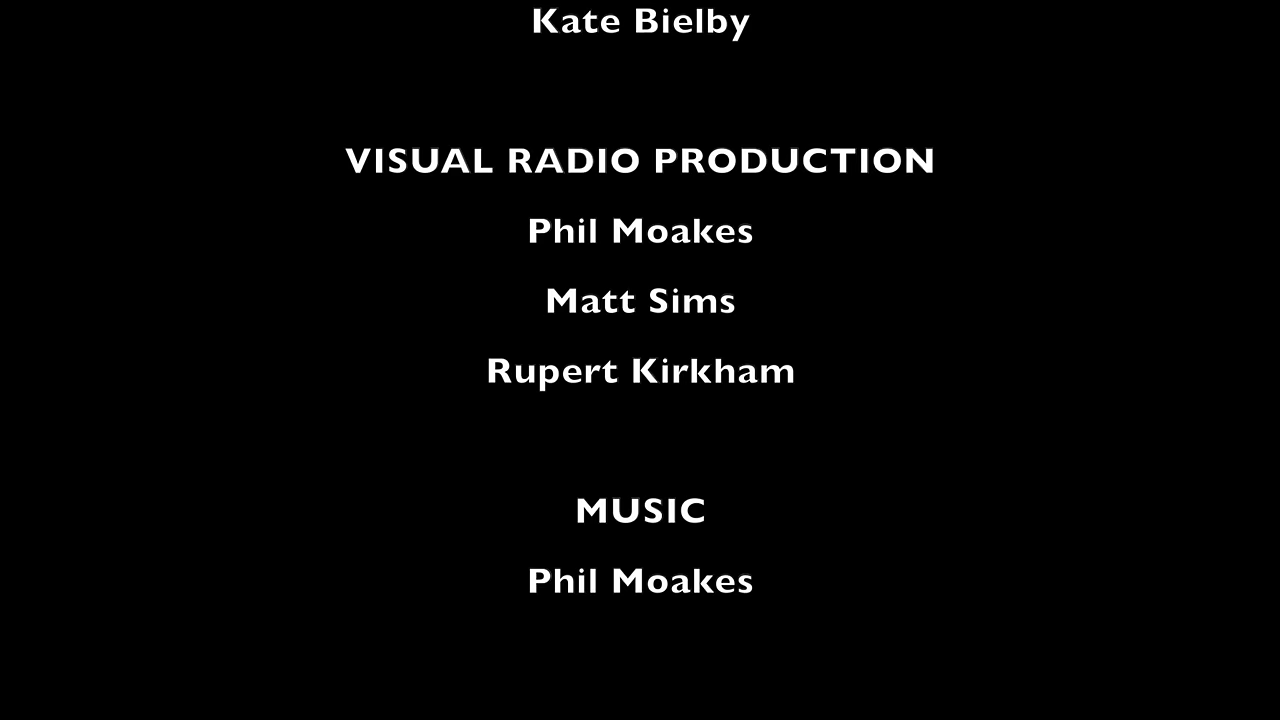 Kate Bielby
VISUAL RADIO PRODUCTION
Phil Moakes
Matt Sims
Rupert Kirkham
MUSIC
Phil Moakes